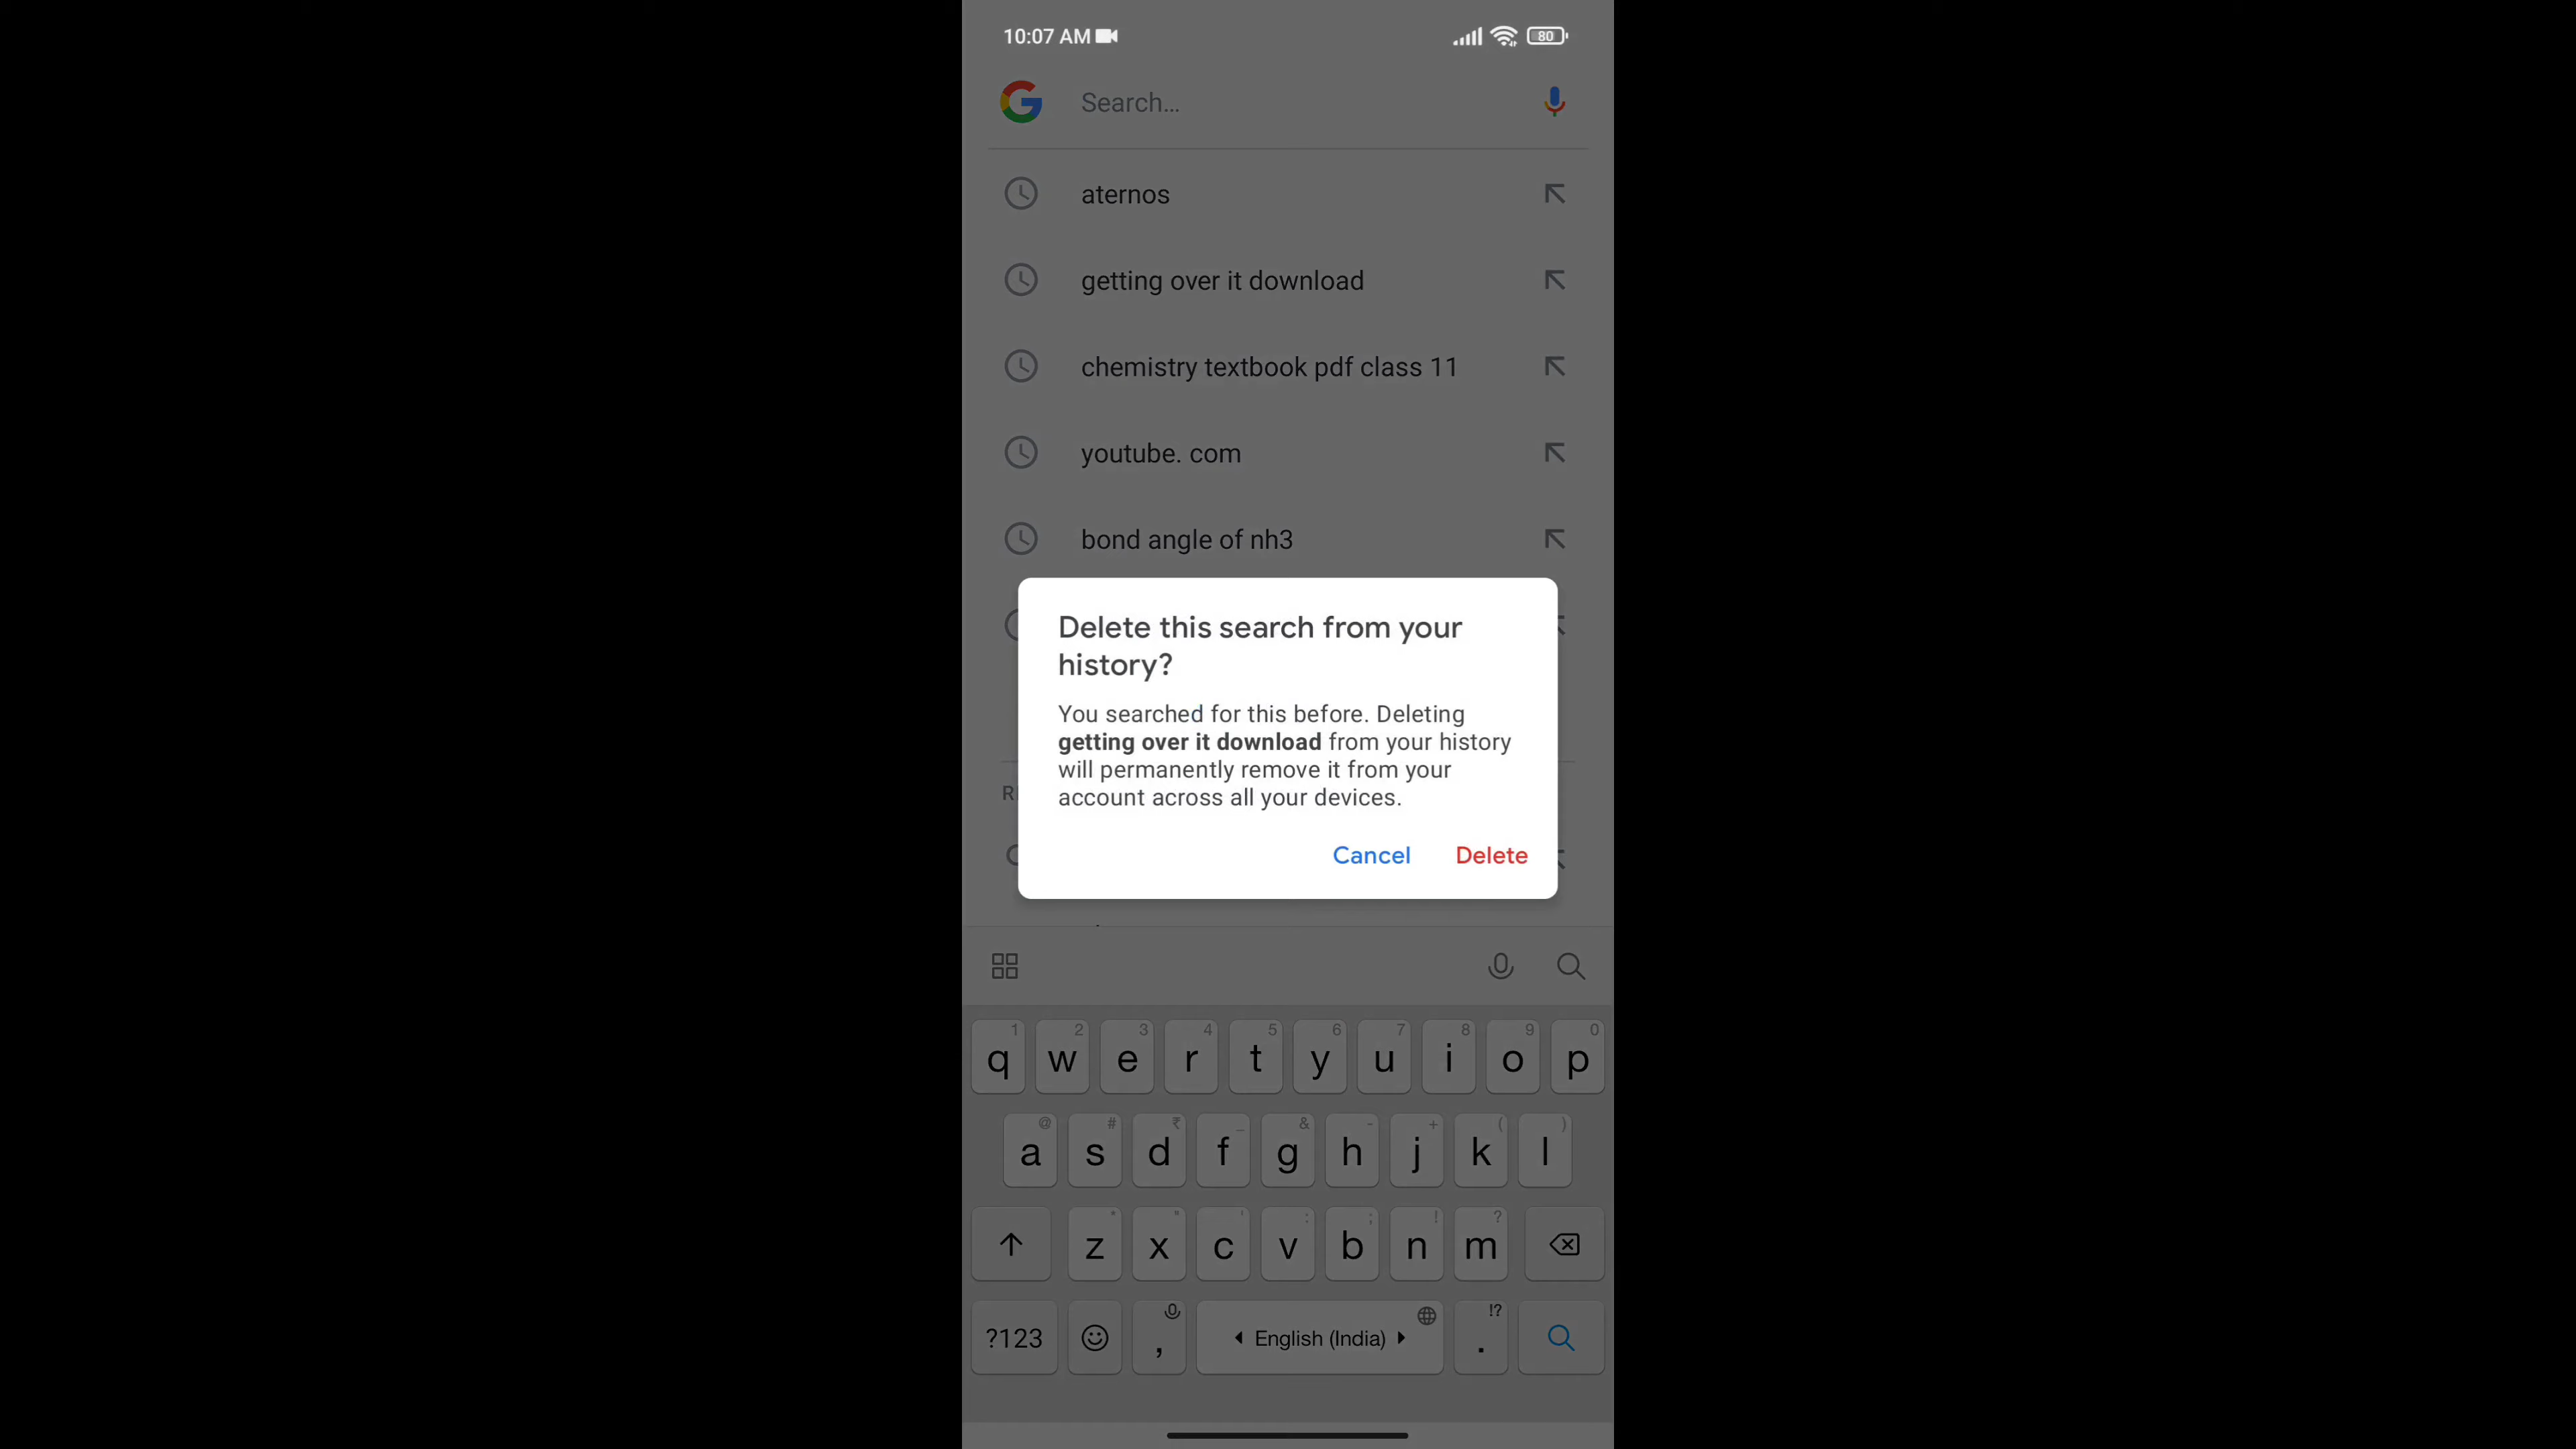 10:07 AM
80
Search...
aternos
getting over it download
chemistry textbook pdf class 11
youtube. com
bond angle of nh3
Delete this search from your
history?
You searched for this before. Deleting
getting over it download from your history
will permanently remove it from your
account across all your devices.
Cancel Delete
R
1 2 3 4 5 6 7 8 9 0
q w e r t y u i o p
@ # ₹ _ & - + ( )
a s d f g h j k l
* " ' : ; ! ?
z x c v b n m
!?
?123 , English (India) .